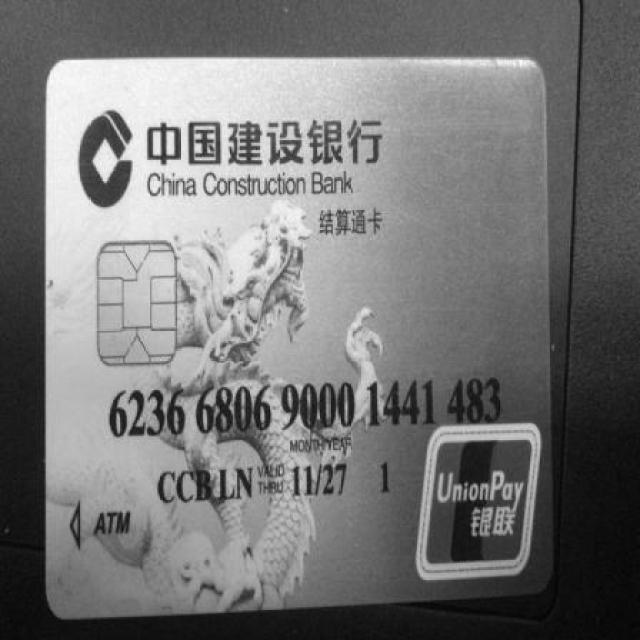 中国建设银行
China Construction Bank
结算通卡
6236 6806 9000 1441 483
MONTH/YEAR
CCB LN VALID THRU 11/27 1
ATM
UnionPay
银联